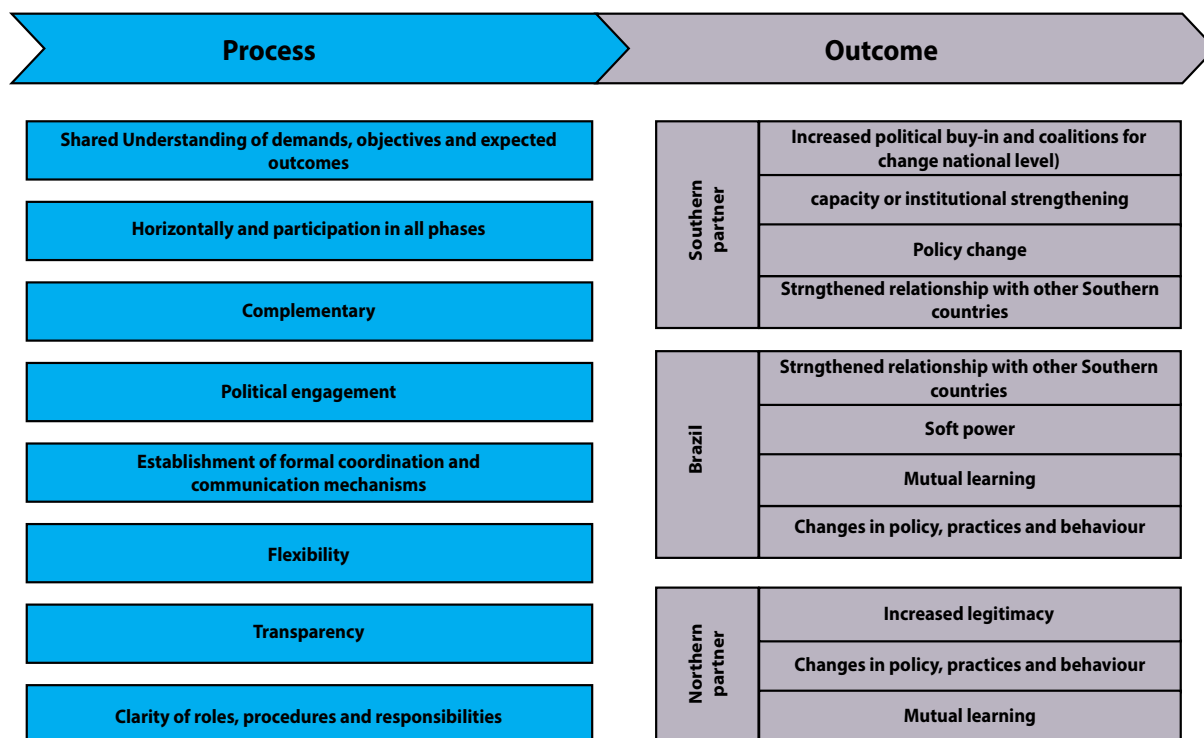 Process
Outcome
Shared Understanding of demands, objectives and expected
outcomes
Horizontally and participation in all phases
Complementary
Political engagement
Establishment of formal coordination and
communication mechanisms
Flexibility
Transparency
Clarity of roles, procedures and responsibilities
Southern
partner
Increased political buy-in and coalitions for
change national level)
capacity or institutional strengthening
Policy change
Strngthened relationship with other Southern
countries
Brazil
Strngthened relationship with other Southern
countries
Soft power
Mutual learning
Changes in policy, practices and behaviour
Northern
partner
Increased legitimacy
Changes in policy, practices and behaviour
Mutual learning